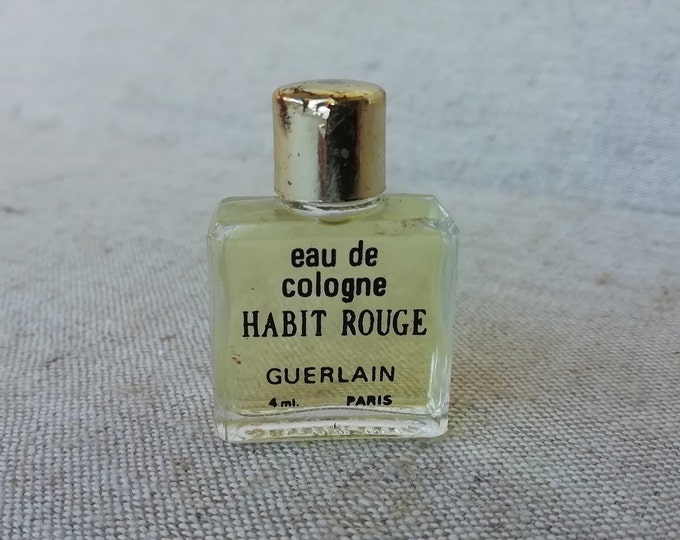 eau de
cologne
HABIT ROUGE
GUERLAIN
4 ml. PARIS